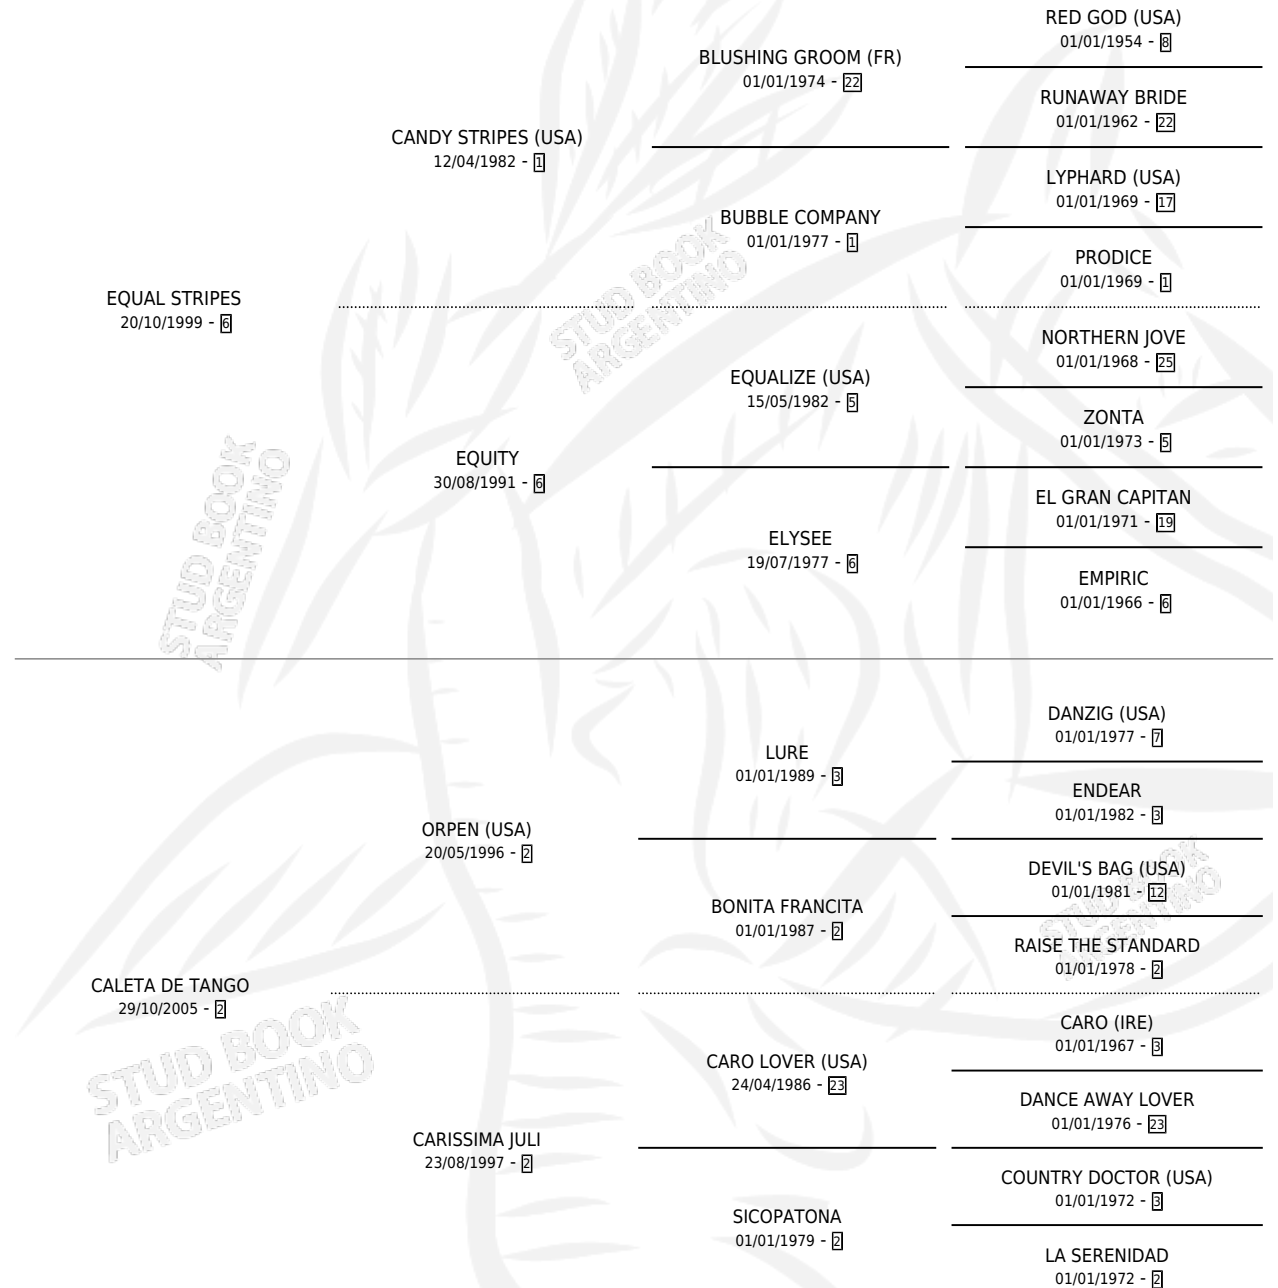 RED GOD (USA)
01/01/1954 - 8
BLUSHING GROOM (FR)
01/01/1974 - 22
RUNAWAY BRIDE
01/01/1962 - 22
CANDY STRIPES (USA)
12/04/1982 - 1
LYPHARD (USA)
01/01/1969 - 17
BUBBLE COMPANY
01/01/1977 - 1
PRODICE
01/01/1969 - 1
EQUAL STRIPES
20/10/1999 - 6
NORTHERN JOVE
01/01/1968 - 25
EQUALIZE (USA)
15/05/1982 - 5
ZONTA
01/01/1973 - 5
EQUITY
30/08/1991 - 6
EL GRAN CAPITAN
01/01/1971 - 19
ELYSEE
19/07/1977 - 6
EMPIRIC
01/01/1966 - 6
DANZIG (USA)
01/01/1977 - 7
LURE
01/01/1989 - 3
ENDEAR
01/01/1982 - 3
ORPEN (USA)
20/05/1996 - 2
DEVIL'S BAG (USA)
01/01/1981 - 12
BONITA FRANCITA
01/01/1987 - 2
RAISE THE STANDARD
01/01/1978 - 2
CALETA DE TANGO
29/10/2005 - 2
CARO (IRE)
01/01/1967 - 3
CARO LOVER (USA)
24/04/1986 - 23
DANCE AWAY LOVER
01/01/1976 - 23
CARISSIMA JULI
23/08/1997 - 2
COUNTRY DOCTOR (USA)
01/01/1972 - 3
SICOPATONA
01/01/1979 - 2
LA SERENIDAD
01/01/1972 - 2
STUD BOOK
ARGENTINO
STUD BOOK
ARGENTINO
STUD BOOK
ARGENTINO
STUD BOOK
ARGENTINO